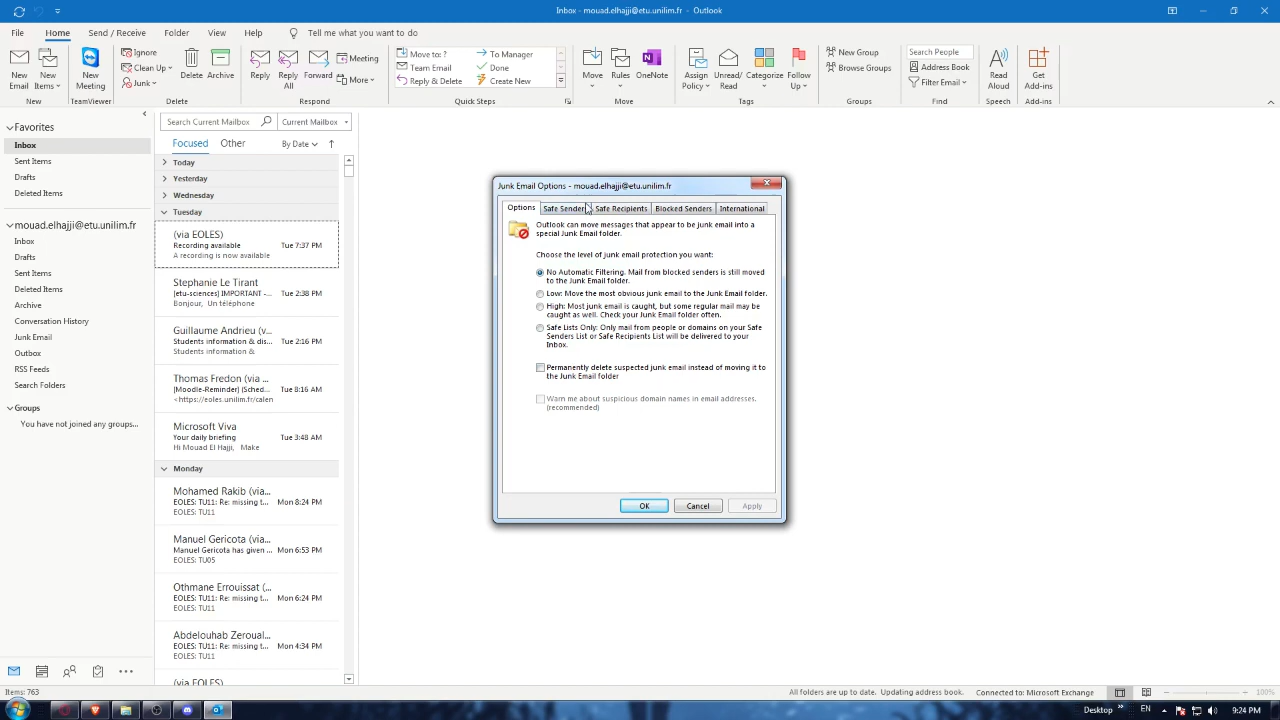 Inbox - mouad.elhajji@etu.unilim.fr - Outlook
File Home Send / Receive Folder View Help Tell me what you want to do
New Email
New Items
New
New Meeting
TeamViewer
Ignore
Clean Up
Junk
Delete
Archive
Delete
Reply
Reply All
Forward
Meeting
More
Respond
Move to: ?
Team Email
Reply & Delete
To Manager
Done
Create New
Quick Steps
Move
Rules
OneNote
Move
Assign Policy
Unread/ Read
Categorize
Follow Up
Tags
New Group
Browse Groups
Groups
Search People
Address Book
Filter Email
Find
Read Aloud
Speech
Get Add-ins
Add-ins
Favorites
Inbox
Sent Items
Drafts
Deleted Items
mouad.elhajji@etu.unilim.fr
Inbox
Drafts
Sent Items
Deleted Items
Archive
Conversation History
Junk Email
Outbox
RSS Feeds
Search Folders
Groups
You have not joined any groups...
Search Current Mailbox Current Mailbox
Focused Other By Date
Today
Yesterday
Wednesday
Tuesday
(via EOLES)
Recording available Tue 7:37 PM
A recording is now available
Stephanie Le Tirant
(etu-sciences) IMPORTANT -... Tue 2:38 PM
Bonjour, Un téléphone
Guillaume Andrieu (v...
Students information & dis... Tue 2:16 PM
Students information &
Thomas Fredon (via ...
[Moodle-Reminder] (Sched... Tue 8:16 AM
<https://eoles.unilim.fr/calen
Microsoft Viva
Your daily briefing Tue 3:48 AM
Hi Mouad El Hajji, Make
Monday
Mohamed Rakib (via...
EOLES: TU11: Re: missing t... Mon 8:24 PM
EOLES: TU11
Manuel Gericota (via...
Manuel Gericota has given ... Mon 6:53 PM
EOLES: TU05
Othmane Errouissat (...
EOLES: TU11: Re: missing t... Mon 6:24 PM
EOLES: TU11
Abdelouhab Zeroual...
EOLES: TU11: Re: missing t... Mon 4:34 PM
EOLES: TU11
(via EOLES)
Junk Email Options - mouad.elhajji@etu.unilim.fr
Options Safe Senders Safe Recipients Blocked Senders International
Outlook can move messages that appear to be junk email into a
special Junk Email folder.
Choose the level of junk email protection you want:
No Automatic Filtering. Mail from blocked senders is still moved
to the Junk Email folder.
Low: Move the most obvious junk email to the Junk Email folder.
High: Most junk email is caught, but some regular mail may be
caught as well. Check your Junk Email folder often.
Safe Lists Only: Only mail from people or domains on your Safe
Senders List or Safe Recipients List will be delivered to your
Inbox.
Permanently delete suspected junk email instead of moving it to
the Junk Email folder
Warn me about suspicious domain names in email addresses.
(recommended)
OK Cancel Apply
Items: 763 All folders are up to date. Updating address book. Connected to: Microsoft Exchange 100%
Desktop EN 9:24 PM